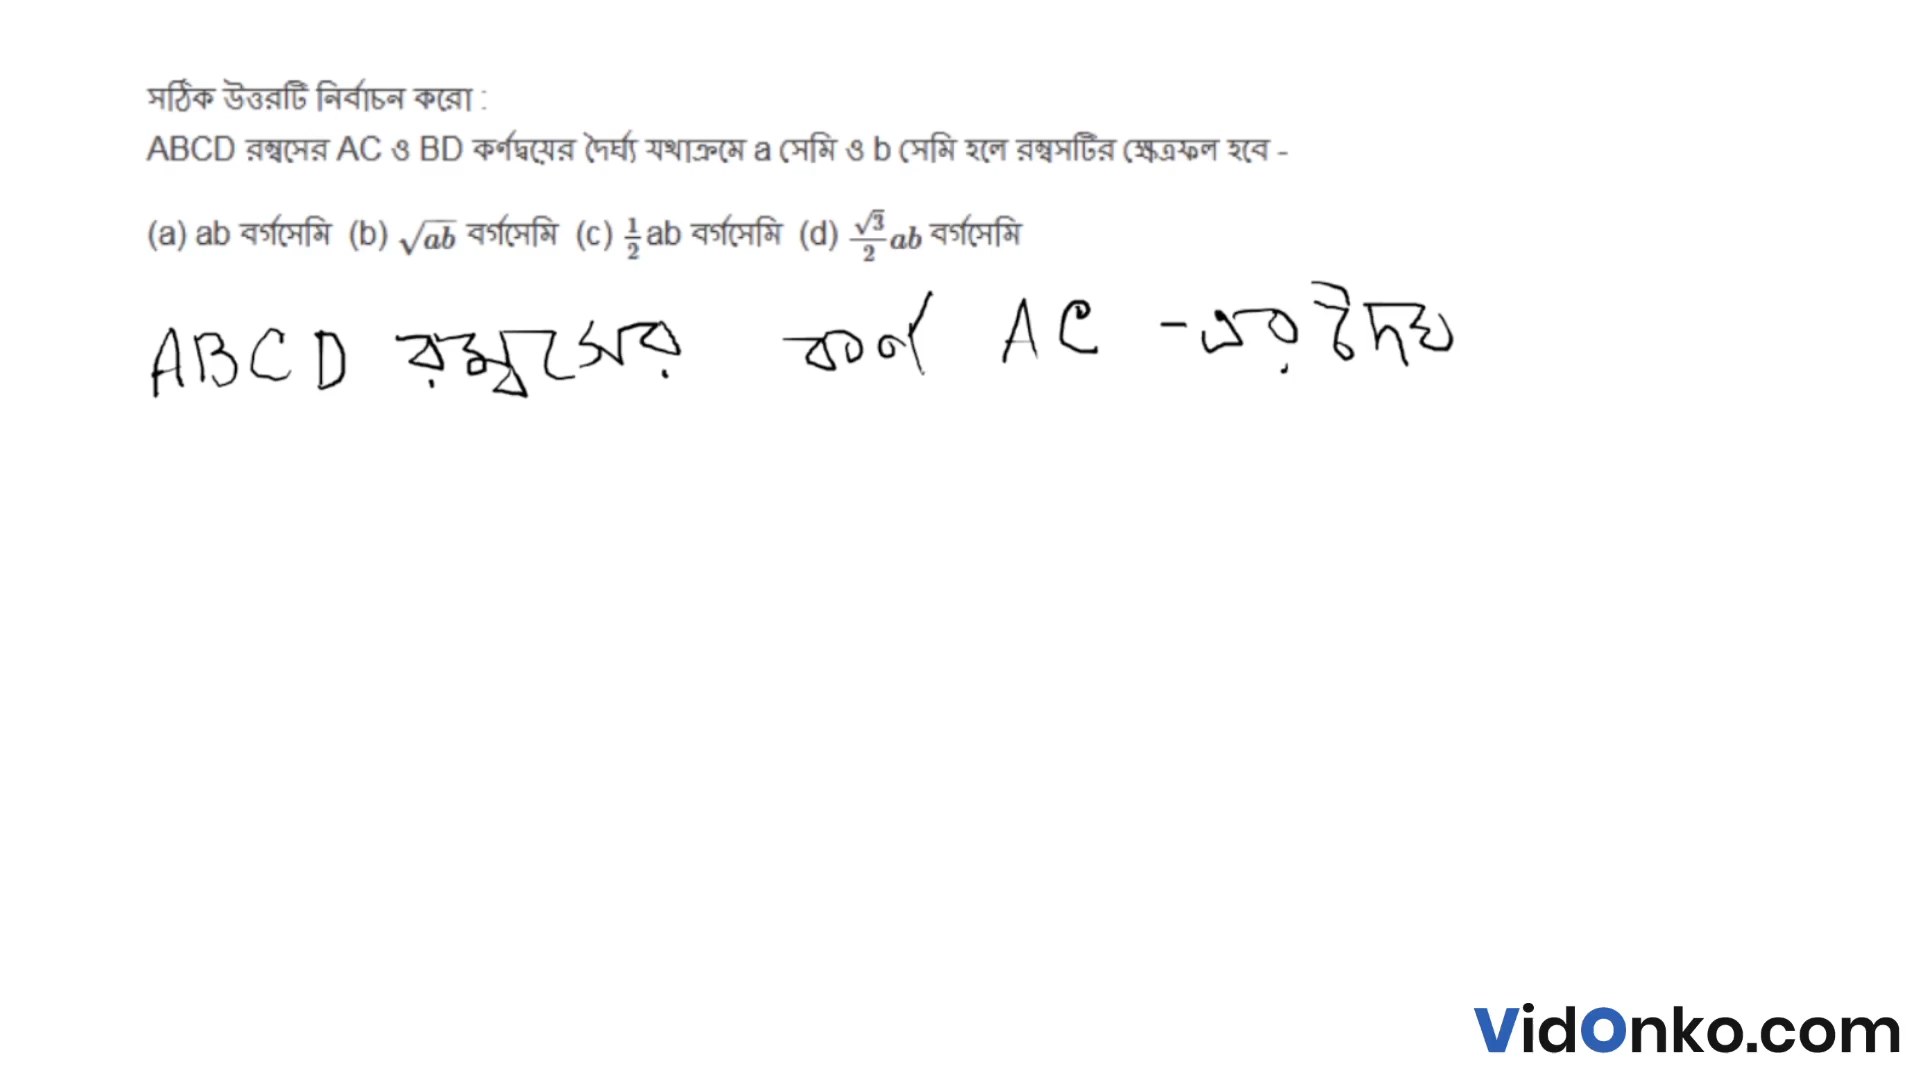 সঠিক উত্তরটি নির্বাচন করো :
ABCD রম্বসের AC ও BD কর্ণদ্বয়ের দৈর্ঘ্য যথাক্রমে a সেমি ও b সেমি হলে রম্বসটির ক্ষেত্রফল হবে -
(a) ab বর্গসেমি (b) √ab বর্গসেমি (c) 1/2 ab বর্গসেমি (d) √3/2 ab বর্গসেমি
ABCD রম্বসের কর্ণ AC -এর দৈঘ
VidOnko.com